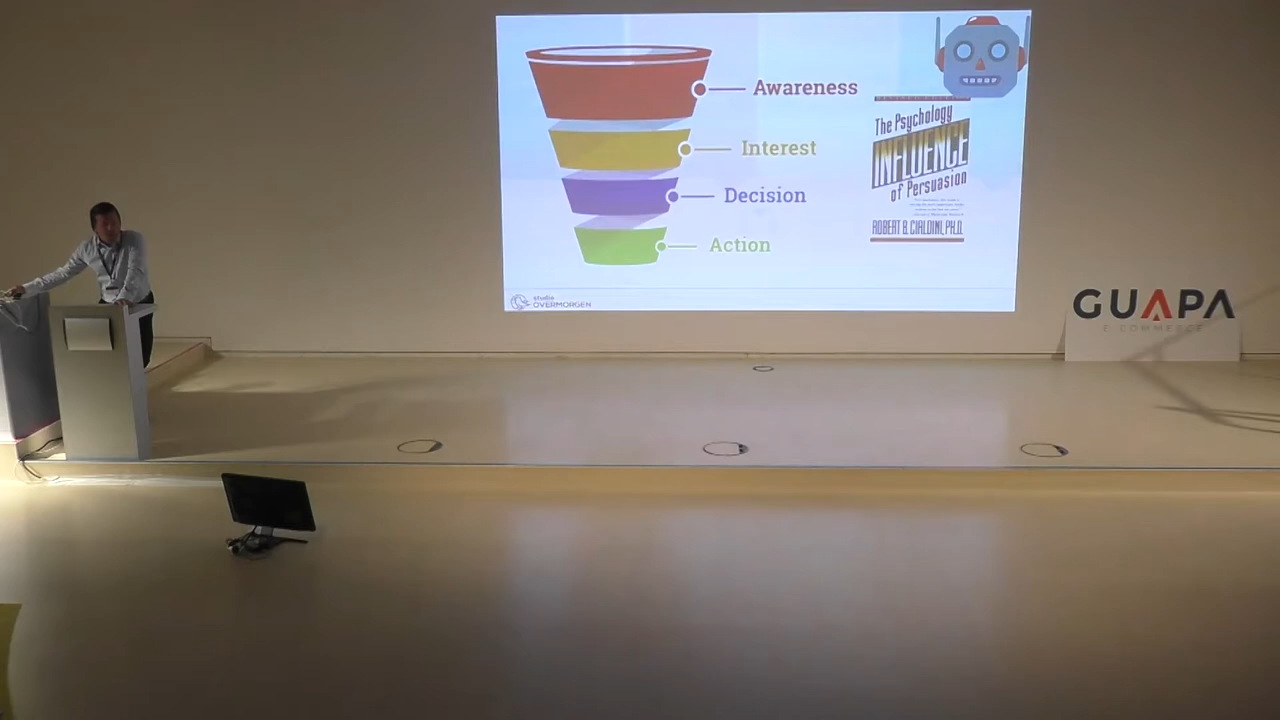 Awareness
Interest
Decision
Action
The Psychology
INFLUENCE
of Persuasion
ROBERT B. CIALDINI, PH.D.
studio
OVERMORGEN
GUAPA
E-COMMERCE